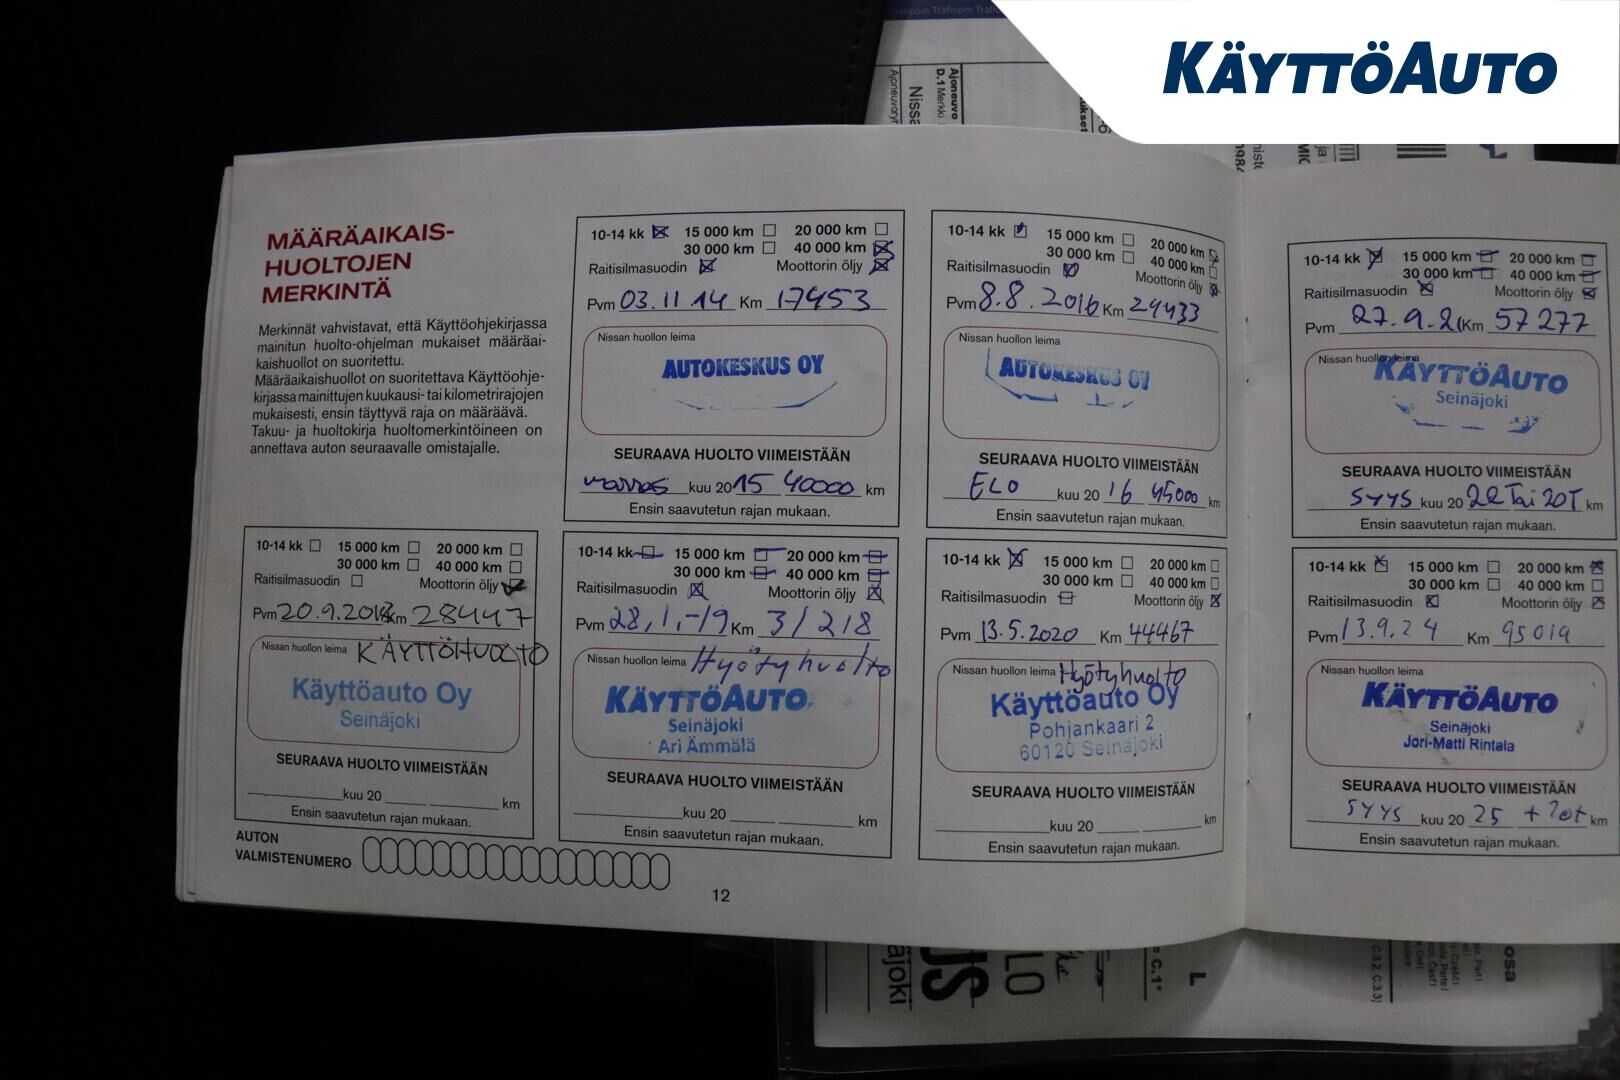 KÄYTTÖAUTO
MÄÄRÄAIKAIS-
HUOLTOJEN
MERKINTÄ
Merkinnät vahvistavat, että Käyttöohjekirjassa
mainitun huolto-ohjelman mukaiset määräai-
kaishuollot on suoritettu.
Määräaikaishuollot on suoritettava Käyttöohje-
kirjassa mainittujen kuukausi- tai kilometrirajojen
mukaisesti, ensin täyttyvä raja on määräävä.
Takuu- ja huoltokirja huoltomerkintöineen on
annettava auton seuraavalle omistajalle.
10-14 kk 15 000 km 20 000 km
30 000 km 40 000 km
Raitisilmasuodin Moottorin öljy
Pvm 03.11.14 Km 17453
Nissan huollon leima
AUTOKESKUS OY
SEURAAVA HUOLTO VIIMEISTÄÄN
marras kuu 2015 40000 km
Ensin saavutetun rajan mukaan.
10-14 kk 15 000 km 20 000 km
30 000 km 40 000 km
Raitisilmasuodin Moottorin öljy
Pvm 8.8.2016 Km 24433
Nissan huollon leima
AUTOKESKUS OY
SEURAAVA HUOLTO VIIMEISTÄÄN
ELO kuu 20 16 45000 km
Ensin saavutetun rajan mukaan.
10-14 kk 15 000 km 20 000 km
30 000 km 40 000 km
Raitisilmasuodin Moottorin öljy
Pvm 27.9.21 Km 57277
Nissan huollon leima
KÄYTTÖAUTO
Seinäjoki
SEURAAVA HUOLTO VIIMEISTÄÄN
SYYS kuu 20 22 Tai 20T km
Ensin saavutetun rajan mukaan.
10-14 kk 15 000 km 20 000 km
30 000 km 40 000 km
Raitisilmasuodin Moottorin öljy
Pvm 20.9.2018 Km 28447
Nissan huollon leima KÄYTTÖHUOLTO
Käyttöauto Oy
Seinäjoki
SEURAAVA HUOLTO VIIMEISTÄÄN
kuu 20 km
Ensin saavutetun rajan mukaan.
10-14 kk 15 000 km 20 000 km
30 000 km 40 000 km
Raitisilmasuodin Moottorin öljy
Pvm 28,1,-19 Km 31218
Nissan huollon leima Hyötyhuolto
KÄYTTÖAUTO
Seinäjoki
Ari Ämmälä
SEURAAVA HUOLTO VIIMEISTÄÄN
kuu 20 km
Ensin saavutetun rajan mukaan.
10-14 kk 15 000 km 20 000 km
30 000 km 40 000 km
Raitisilmasuodin Moottorin öljy
Pvm 13.5.2020 Km 44467
Nissan huollon leima Hyötyhuolto
Käyttöauto Oy
Pohjankaari 2
60120 Seinäjoki
SEURAAVA HUOLTO VIIMEISTÄÄN
kuu 20 km
Ensin saavutetun rajan mukaan.
10-14 kk 15 000 km 20 000 km
30 000 km 40 000 km
Raitisilmasuodin Moottorin öljy
Pvm 13.9.24 Km 95019
Nissan huollon leima
KÄYTTÖAUTO
Seinäjoki
Jori-Matti Rintala
SEURAAVA HUOLTO VIIMEISTÄÄN
SYYS kuu 20 25 + 20t km
Ensin saavutetun rajan mukaan.
AUTON
VALMISTENUMERO
12
Ajoneuvo
D.1 Merkki